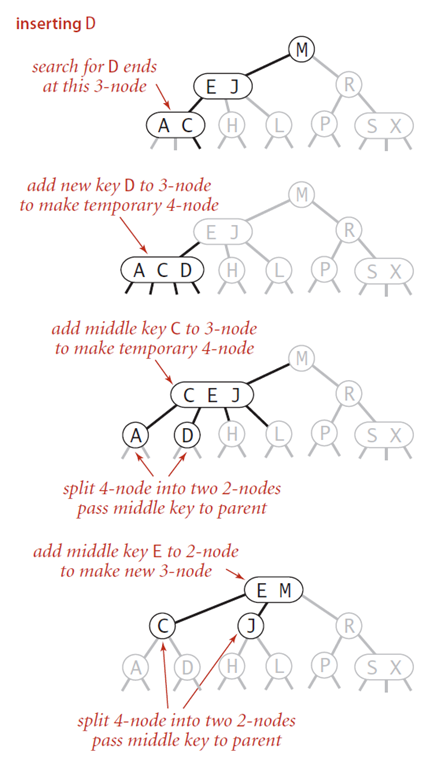 inserting D
search for D ends
at this 3-node
M
E J
R
A C
H
L
P
S X
add new key D to 3-node
to make temporary 4-node
M
E J
R
A C D
H
L
P
S X
add middle key C to 3-node
to make temporary 4-node
M
C E J
R
A
D
H
L
P
S X
split 4-node into two 2-nodes
pass middle key to parent
add middle key E to 2-node
to make new 3-node
E M
C
J
R
A
D
H
L
P
S X
split 4-node into two 2-nodes
pass middle key to parent